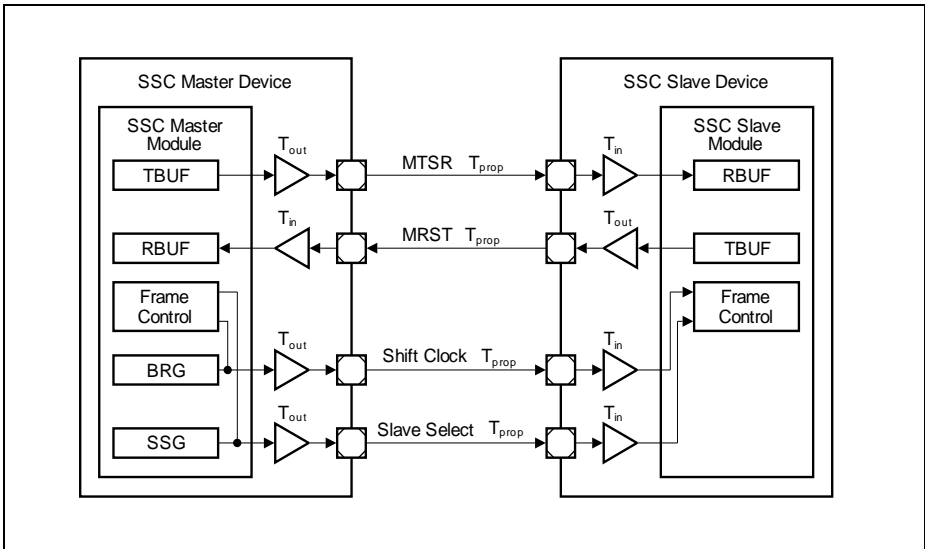 SSC Master Device
SSC Slave Device
SSC Master
Module
SSC Slave
Module
TBUF
Tout
MTSR Tprop
Tin
RBUF
RBUF
Tin
MRST Tprop
Tout
TBUF
Frame
Control
Frame
Control
BRG
Tout
Shift Clock Tprop
Tin
SSG
Tout
Slave Select Tprop
Tin